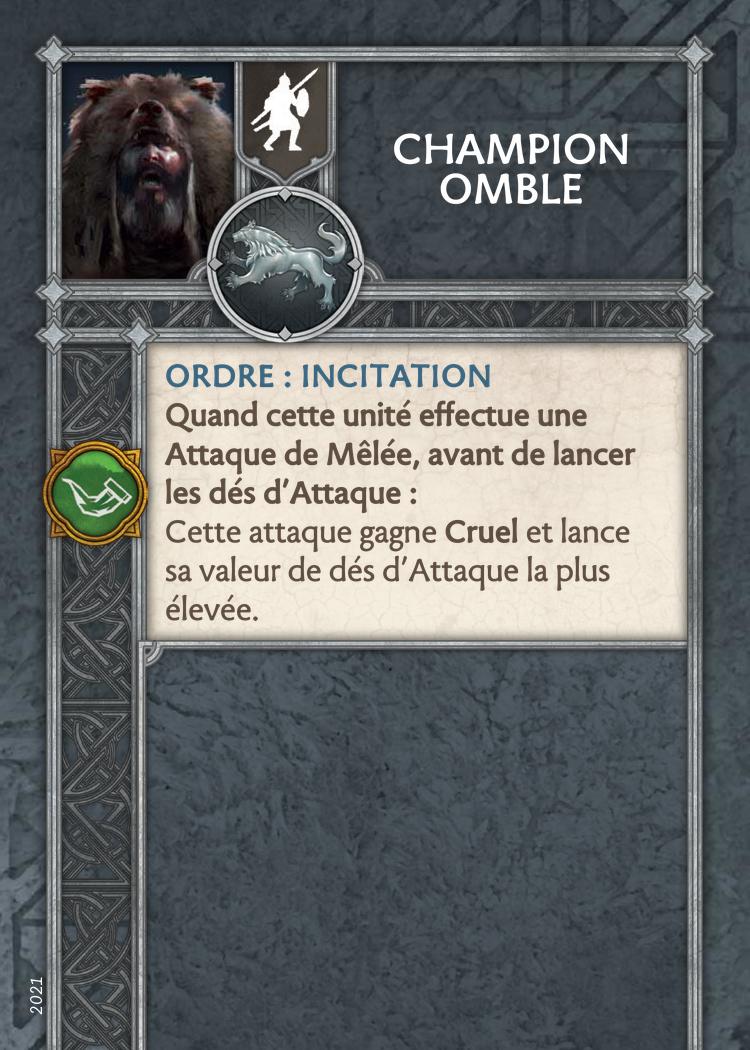 CHAMPION
OMBLE
ORDRE : INCITATION
Quand cette unité effectue une
Attaque de Mêlée, avant de lancer
les dés d’Attaque :
Cette attaque gagne Cruel et lance
sa valeur de dés d’Attaque la plus
élevée.
2021